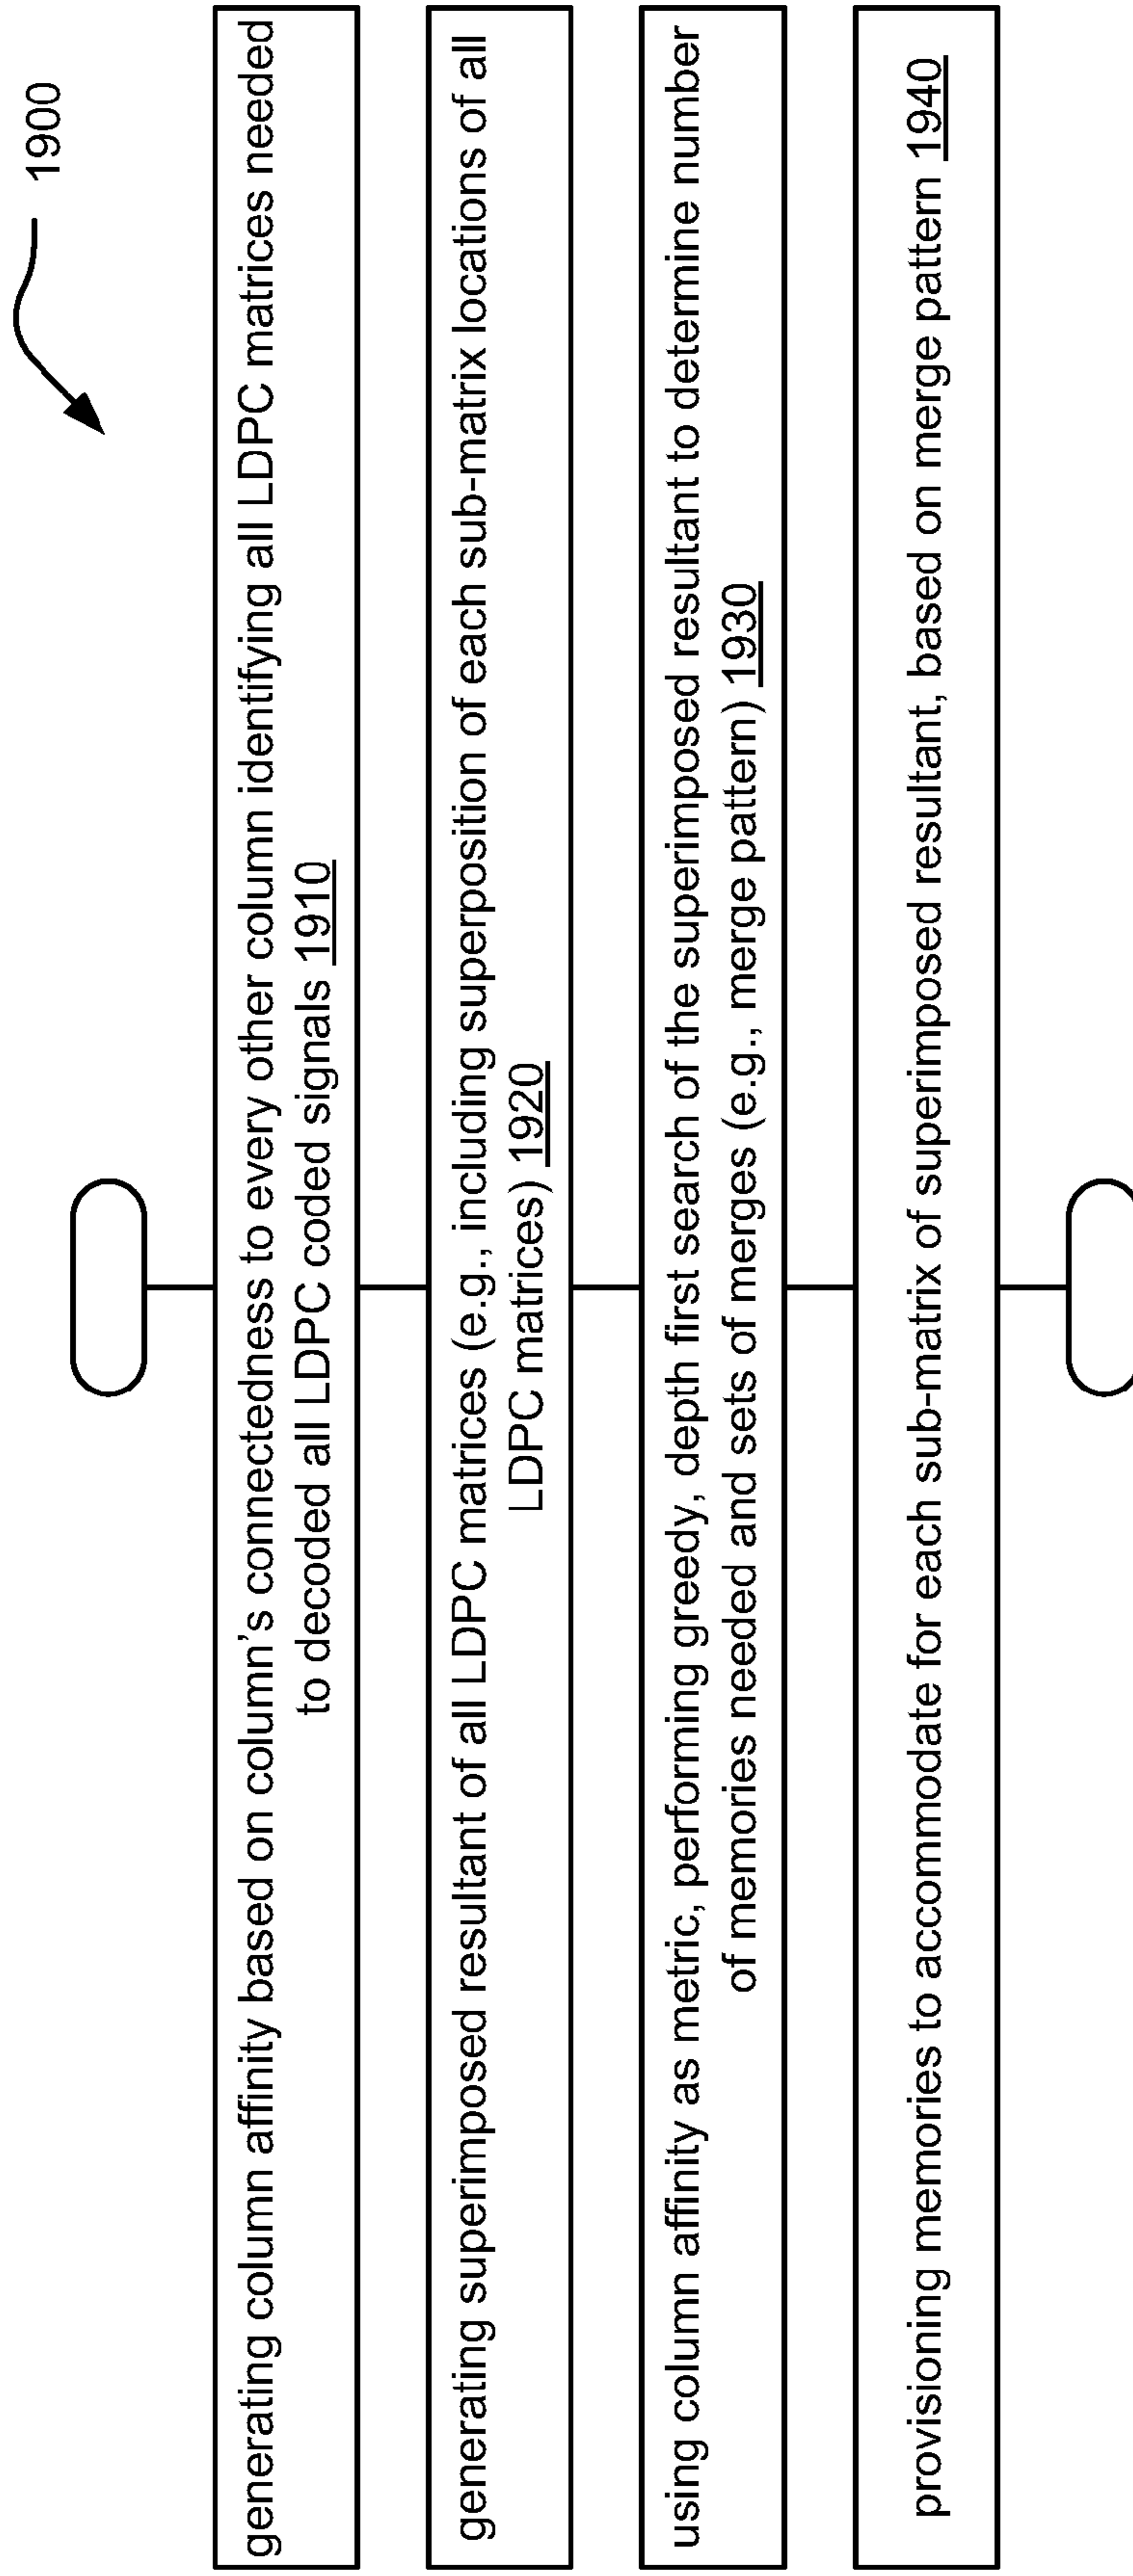 1900
generating column affinity based on column's connectedness to every other column identifying all LDPC matrices needed
to decoded all LDPC coded signals 1910
generating superimposed resultant of all LDPC matrices (e.g., including superposition of each sub-matrix locations of all
LDPC matrices) 1920
using column affinity as metric, performing greedy, depth first search of the superimposed resultant to determine number
of memories needed and sets of merges (e.g., merge pattern) 1930
provisioning memories to accommodate for each sub-matrix of superimposed resultant, based on merge pattern 1940